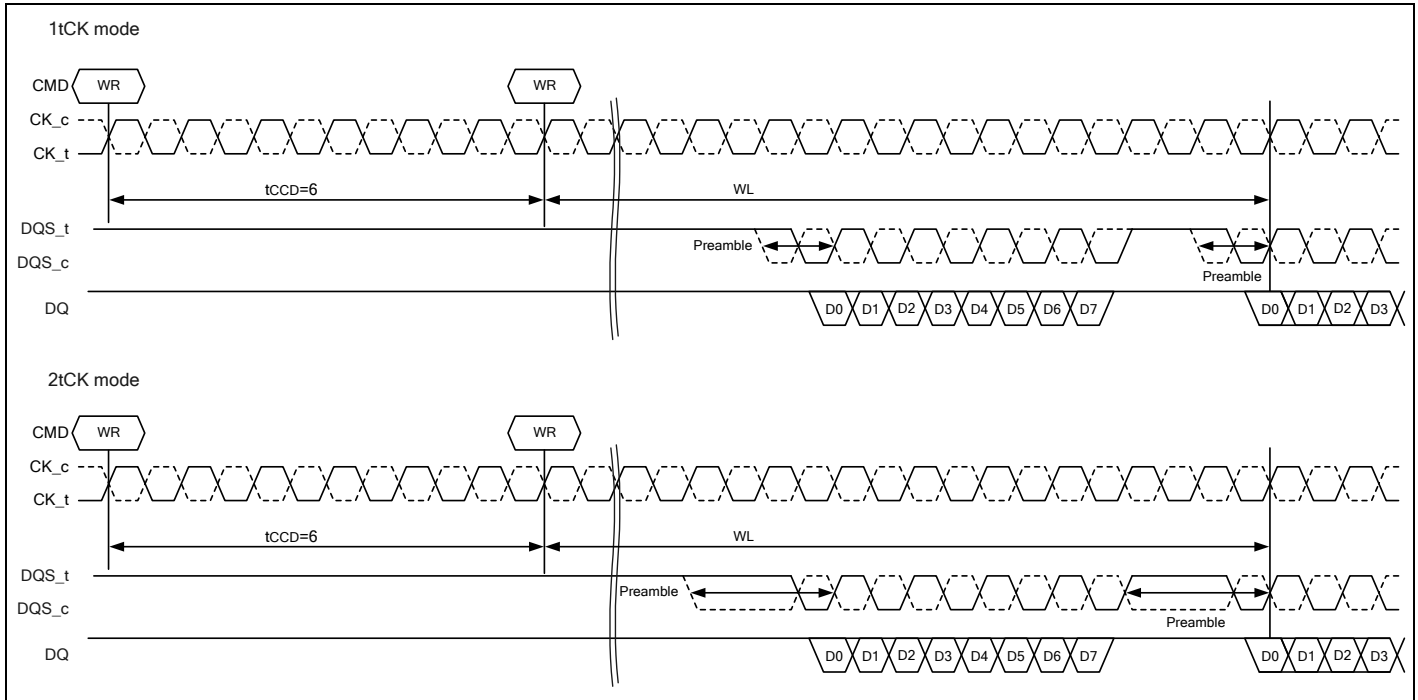 1tCK mode
CMD WR WR
CK_c
CK_t
tCCD=6 WL
DQS_t
Preamble
DQS_c
Preamble
DQ D0 D1 D2 D3 D4 D5 D6 D7 D0 D1 D2 D3
2tCK mode
CMD WR WR
CK_c
CK_t
tCCD=6 WL
DQS_t
Preamble
DQS_c
Preamble
DQ D0 D1 D2 D3 D4 D5 D6 D7 D0 D1 D2 D3